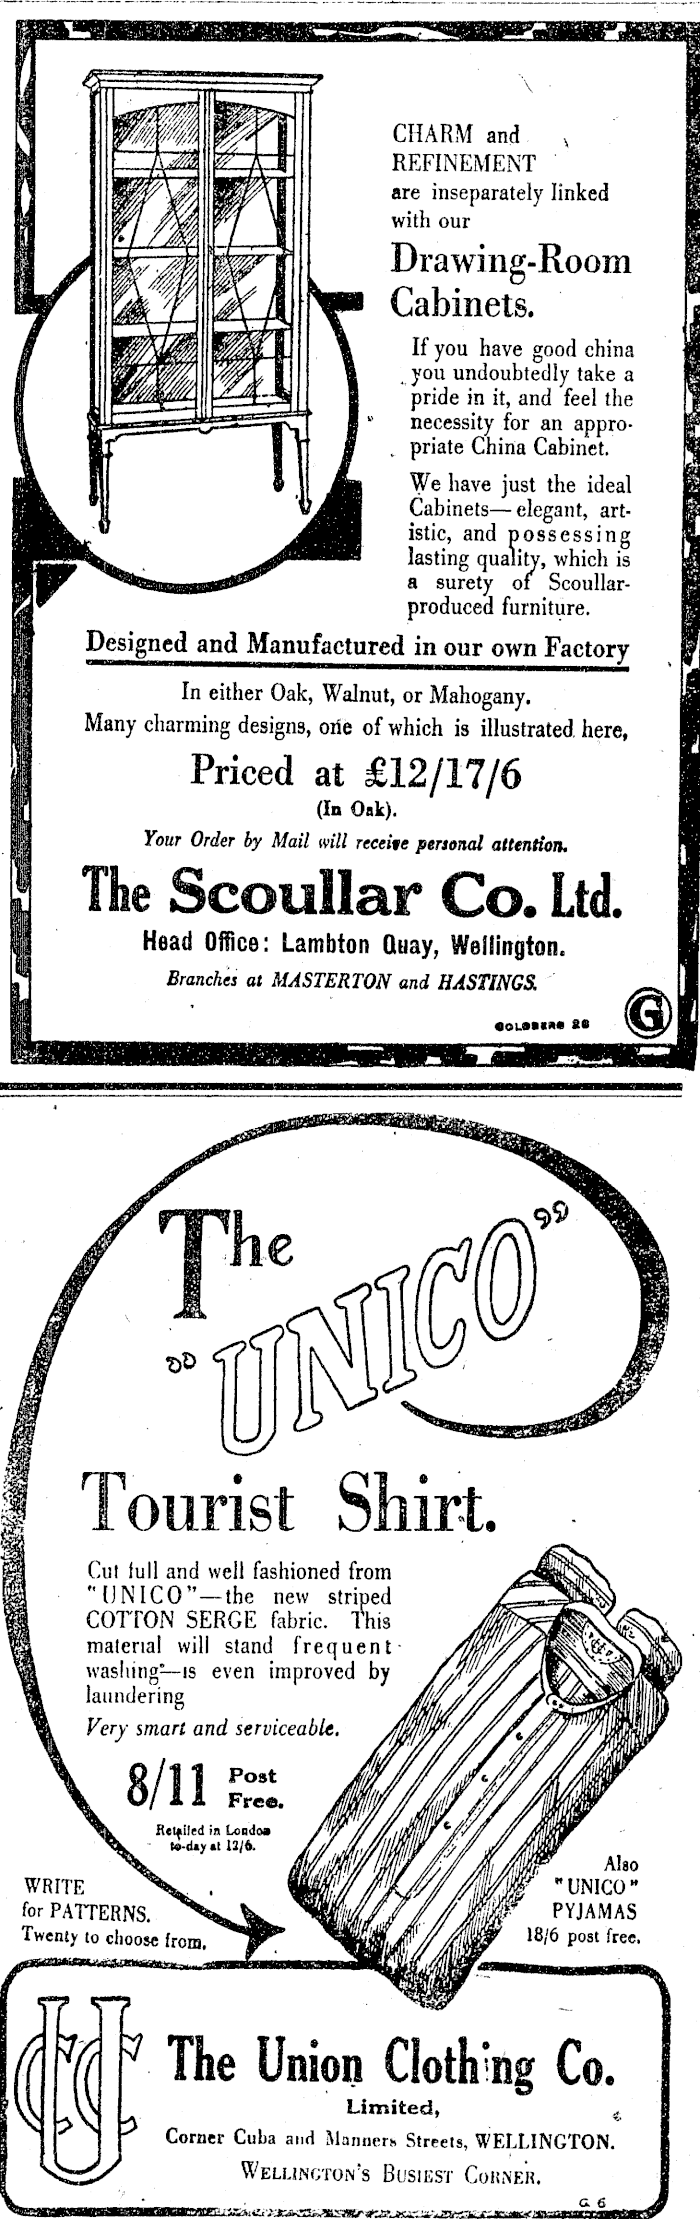 CHARM and
REFINEMENT
are inseparately linked
with our
Drawing-Room
Cabinets.
If you have good china
you undoubtedly take a
pride in it, and feel the
necessity for an appro-
priate China Cabinet.
We have just the ideal
Cabinets—elegant, art-
istic, and possessing
lasting quality, which is
a surety of Scoullar-
produced furniture.
Designed and Manufactured in our own Factory
In either Oak, Walnut, or Mahogany.
Many charming designs, one of which is illustrated here,
Priced at £12/17/6
(In Oak).
Your Order by Mail will receive personal attention.
The Scoullar Co. Ltd.
Head Office: Lambton Quay, Wellington.
Branches at MASTERTON and HASTINGS.
GOLDBERG 26
G
The
"UNICO"
Tourist Shirt.
Cut full and well fashioned from
"UNICO"—the new striped
COTTON SERGE fabric. This
material will stand frequent
washing—is even improved by
laundering
Very smart and serviceable.
8/11 Post
Free.
Retailed in London
to-day at 12/6.
WRITE
for PATTERNS.
Twenty to choose from.
Also
"UNICO"
PYJAMAS
18/6 post free.
UCC
The Union Clothing Co.
Limited,
Corner Cuba and Manners Streets, WELLINGTON.
WELLINGTON'S BUSIEST CORNER.
G 6